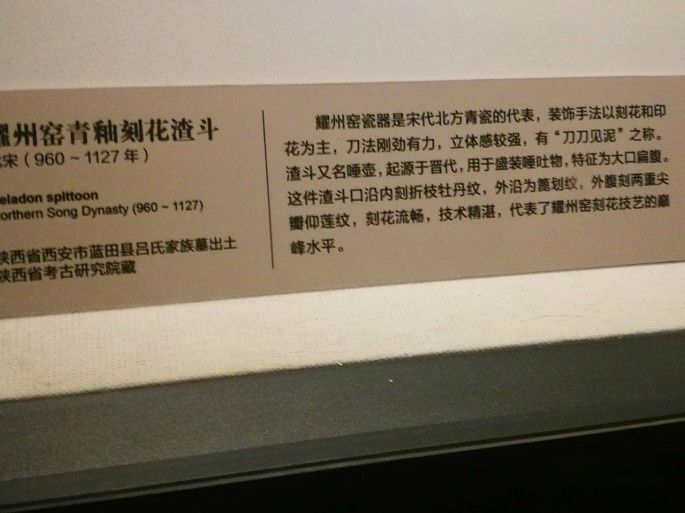 耀州窑青釉刻花渣斗
北宋（960～1127年）
eladon spittoon
orthern Song Dynasty (960～1127)
陕西省西安市蓝田县吕氏家族墓出土
陕西省考古研究院藏
耀州窑瓷器是宋代北方青瓷的代表，装饰手法以刻花和印
花为主，刀法刚劲有力，立体感较强，有“刀刀见泥”之称。
渣斗又名唾壶，起源于晋代，用于盛装唾吐物，特征为大口扁腹。
这件渣斗口沿内刻折枝牡丹纹，外沿为篦划纹，外腹刻两重尖
瓣仰莲纹，刻花流畅，技术精湛，代表了耀州窑刻花技艺的巅
峰水平。